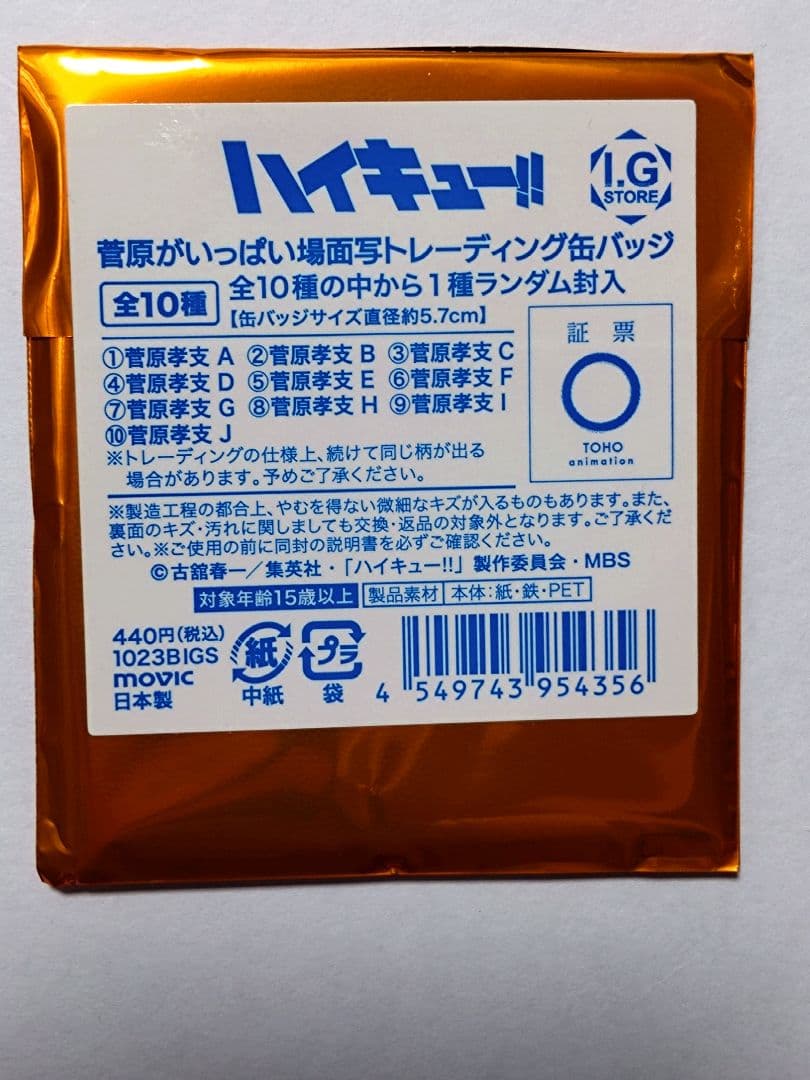 ハイキュー!!
I.G
STORE
菅原がいっぱい場面写トレーディング缶バッジ
全10種
全10種の中から1種ランダム封入
【缶バッジサイズ直径約5.7cm】
①菅原孝支 A ②菅原孝支 B ③菅原孝支 C
④菅原孝支 D ⑤菅原孝支 E ⑥菅原孝支 F
⑦菅原孝支 G ⑧菅原孝支 H ⑨菅原孝支 I
⑩菅原孝支 J
※トレーディングの仕様上、続けて同じ柄が出る
場合があります。予めご了承ください。
証票
TOHO
animation
※製造工程の都合上、やむを得ない微細なキズが入るものもあります。また、
裏面のキズ・汚れに関しましても交換・返品の対象外となります。ご了承くだ
さい。※ご使用の前に同封の説明書を必ずご確認ください。
©古舘春一/集英社・「ハイキュー!!」製作委員会・MBS
対象年齢15歳以上 製品素材 本体:紙・鉄・PET
440円(税込)
1023BIGS
movic
日本製
紙
中紙
プラ
袋
4 549743 954356